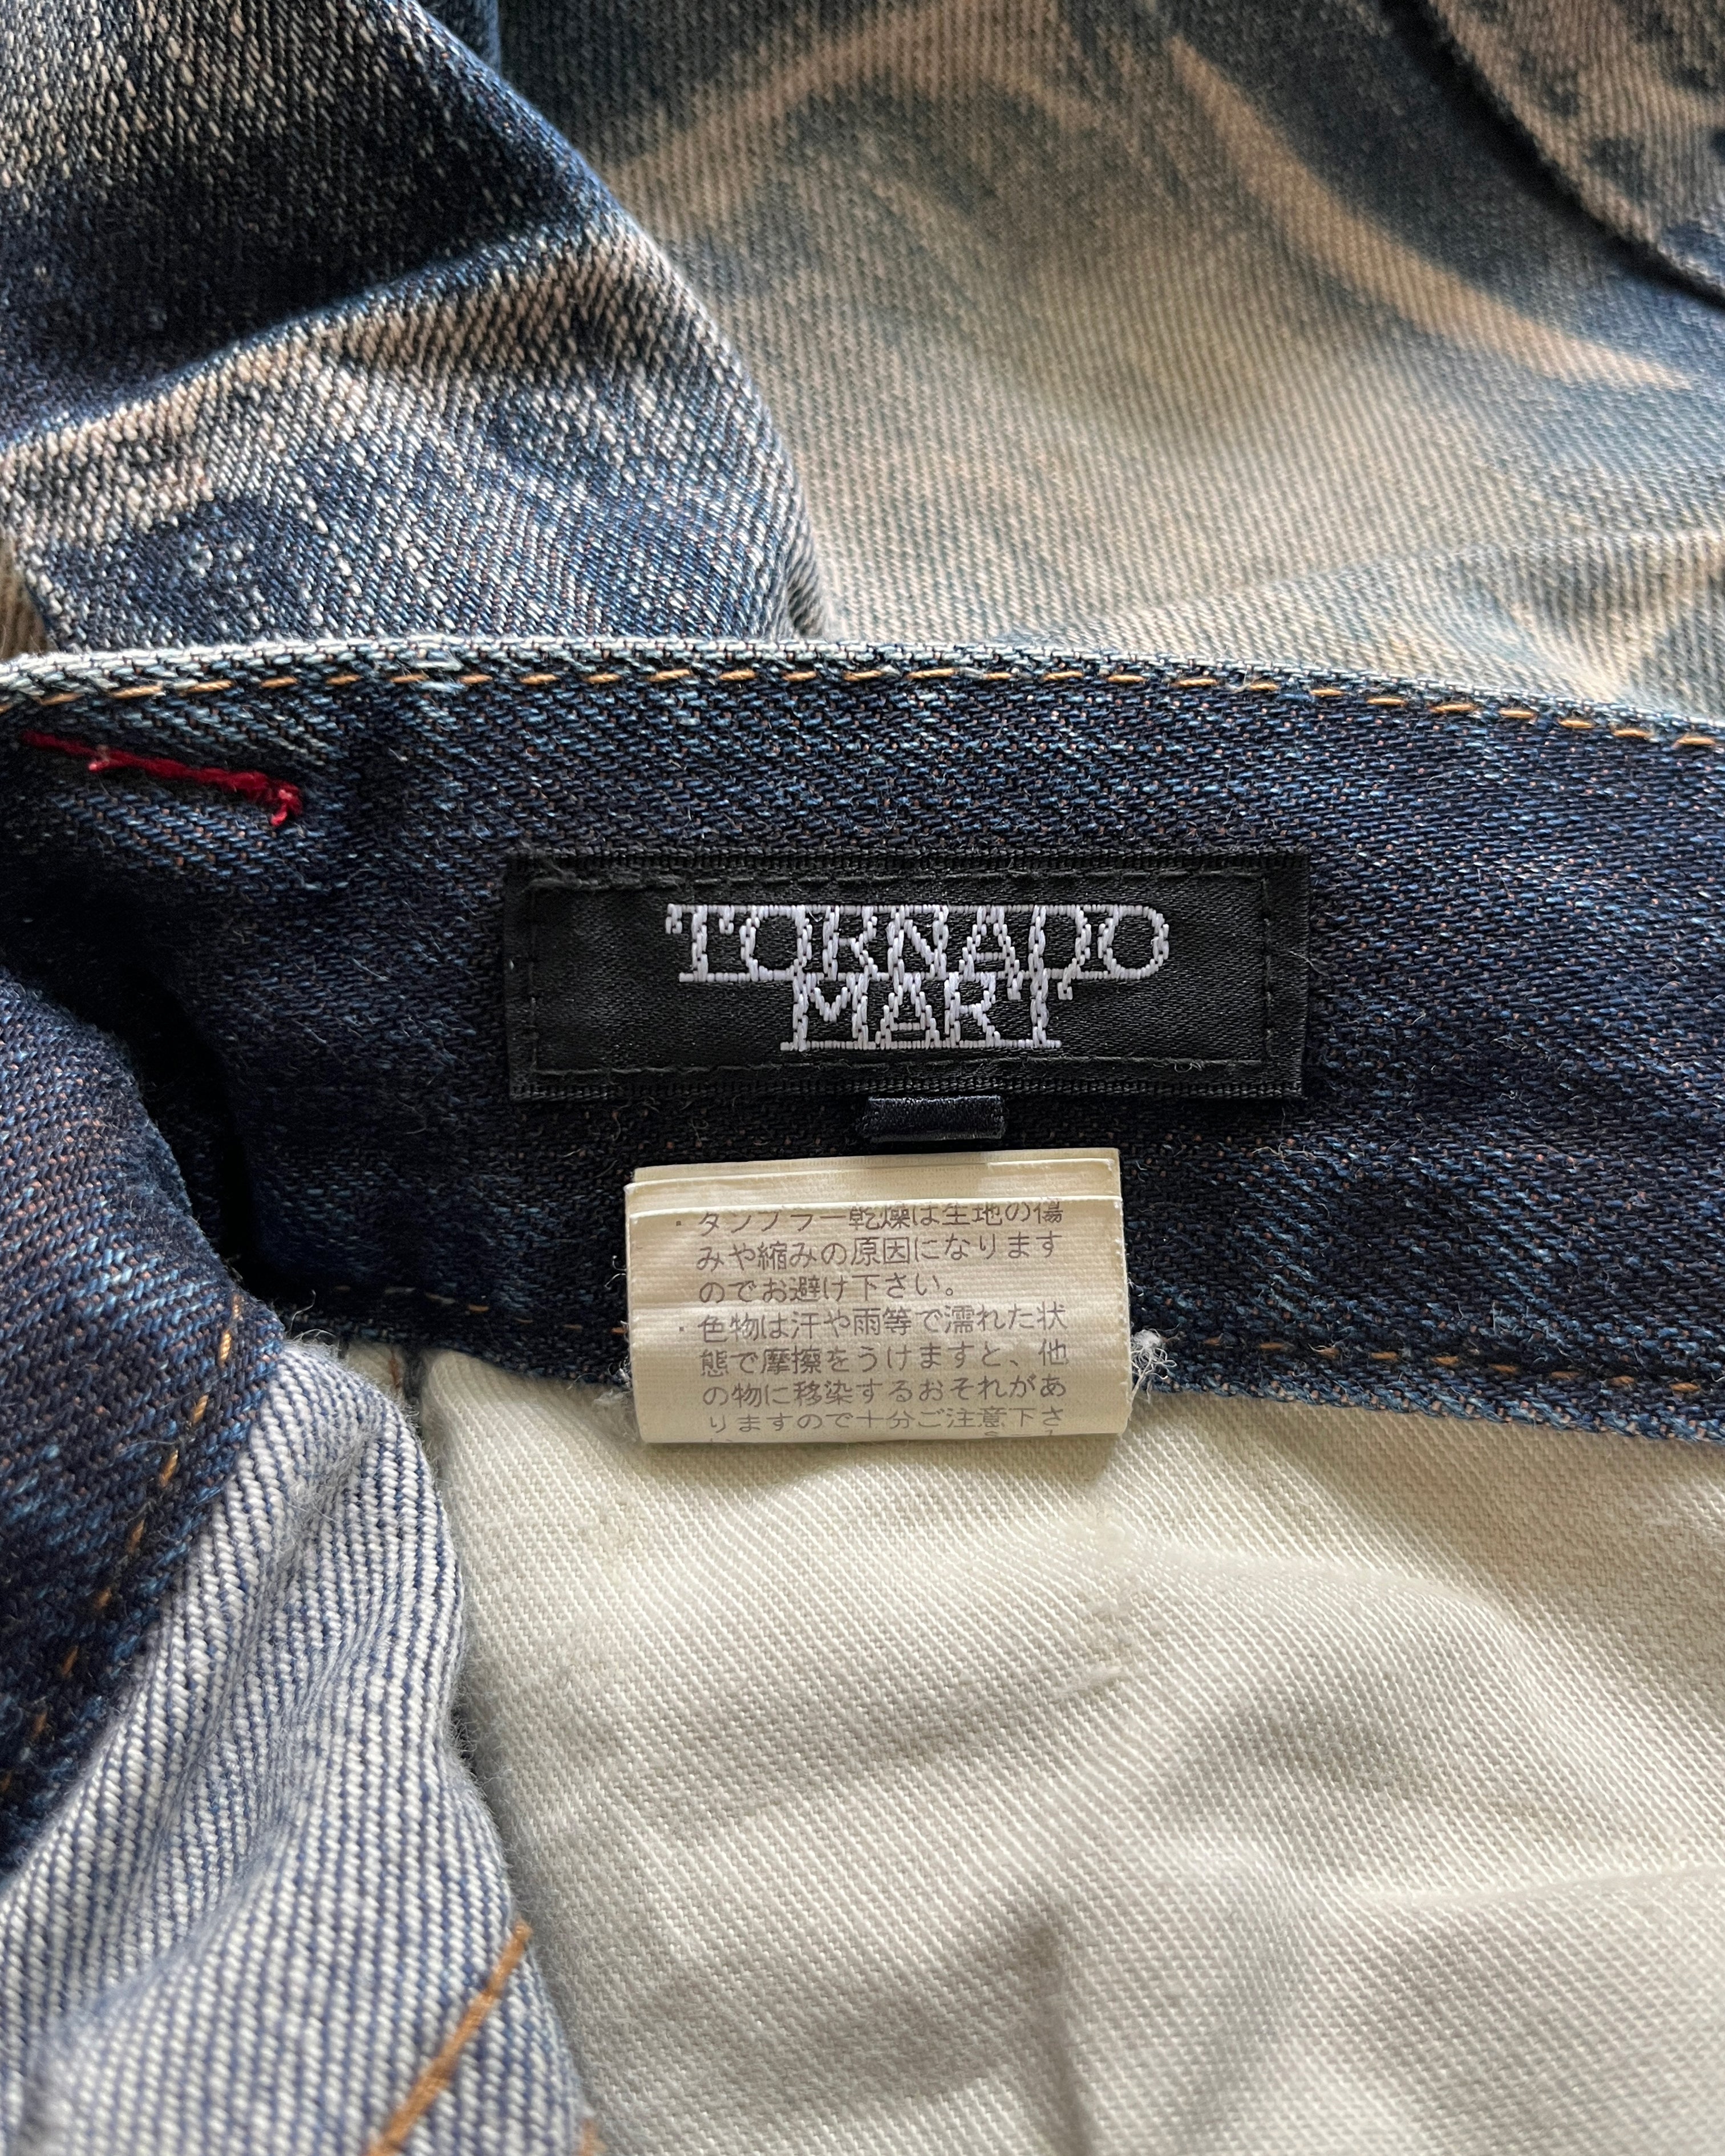 TORNADO
MART
・タンブラー乾燥は生地の傷
みや縮みの原因になります
のでお避け下さい。
・色物は汗や雨等で濡れた状
態で摩擦をうけますと、他
の物に移染するおそれがあ
りますので十分ご注意下さ